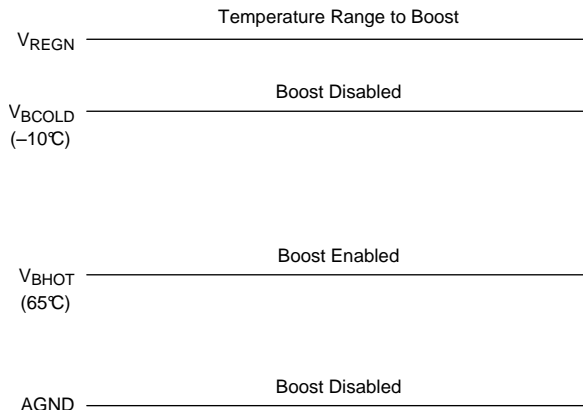 Temperature Range to Boost
VREGN
Boost Disabled
VBCOLD
(–10℃)
Boost Enabled
VBHOT
(65℃)
Boost Disabled
AGND